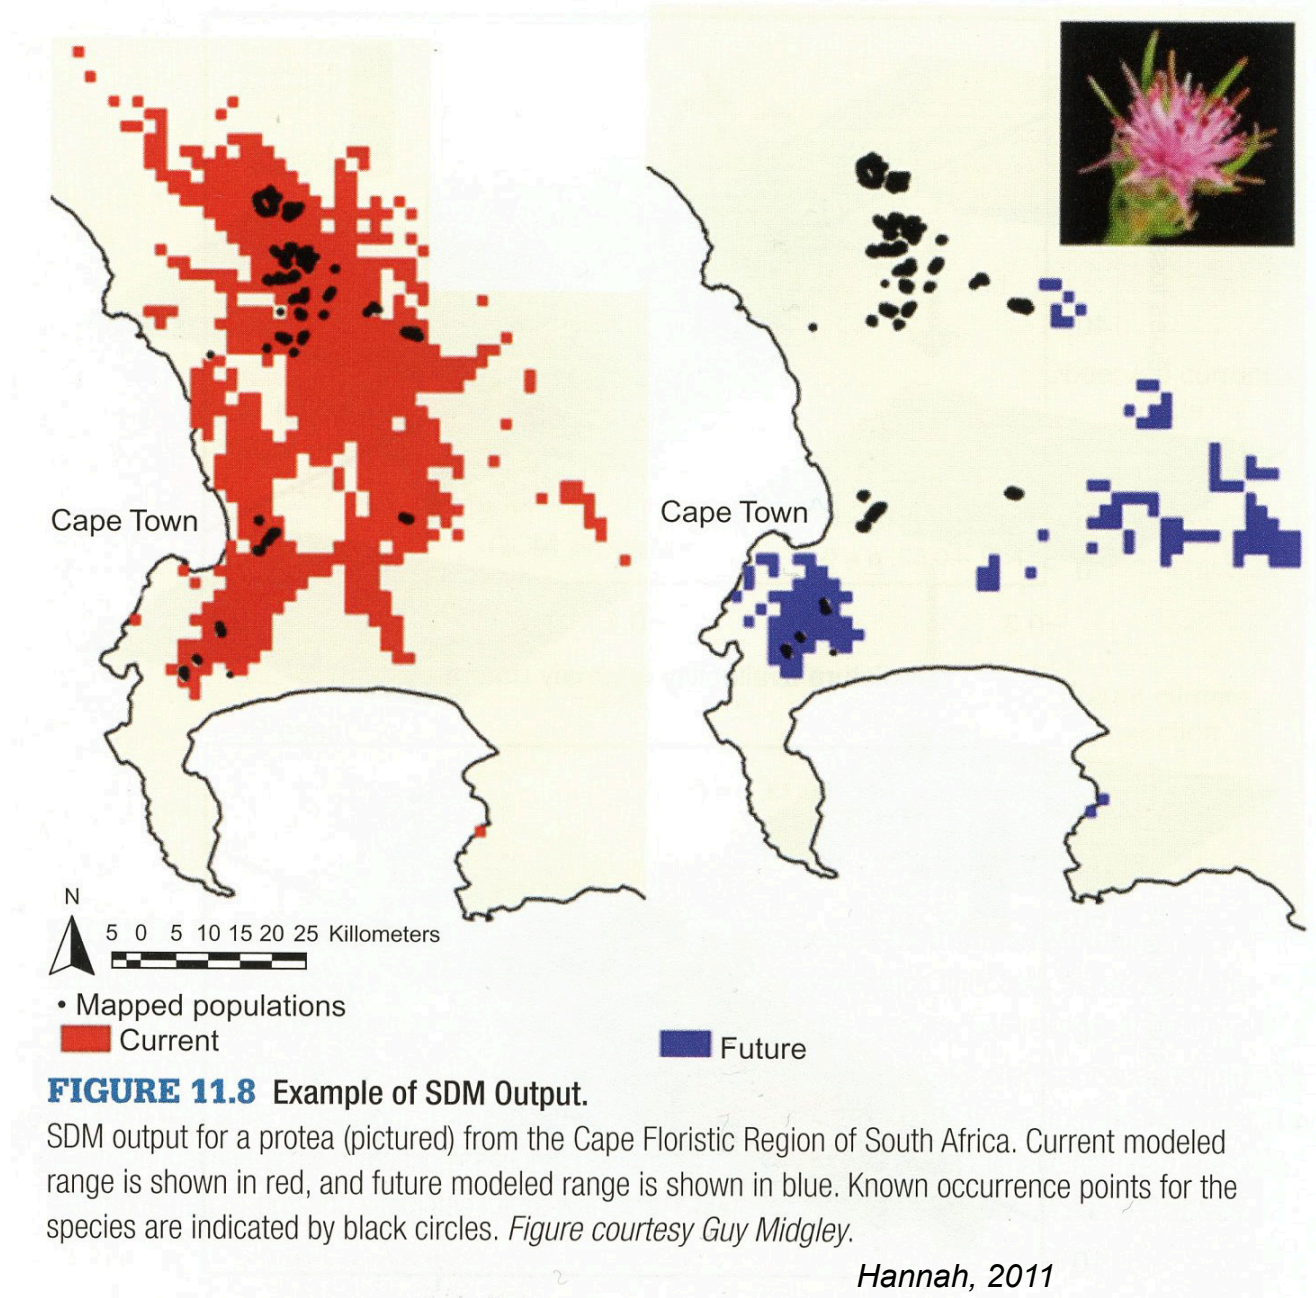 Cape Town
Cape Town
N
5 0 5 10 15 20 25 Killometers
• Mapped populations
Current
Future
FIGURE 11.8 Example of SDM Output.
SDM output for a protea (pictured) from the Cape Floristic Region of South Africa. Current modeled
range is shown in red, and future modeled range is shown in blue. Known occurrence points for the
species are indicated by black circles. Figure courtesy Guy Midgley.
Hannah, 2011